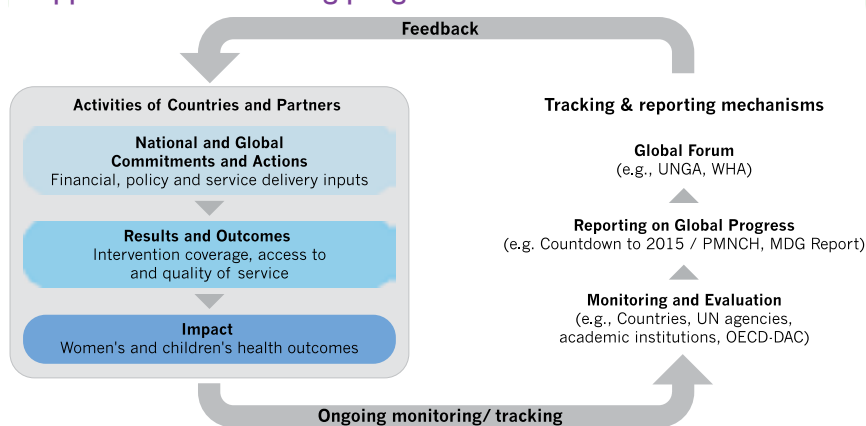 Feedback
Activities of Countries and Partners
National and Global
Commitments and Actions
Financial, policy and service delivery inputs
Results and Outcomes
Intervention coverage, access to
and quality of service
Impact
Women's and children's health outcomes
Tracking & reporting mechanisms
Global Forum
(e.g., UNGA, WHA)
Reporting on Global Progress
(e.g. Countdown to 2015 / PMNCH, MDG Report)
Monitoring and Evaluation
(e.g., Countries, UN agencies,
academic institutions, OECD-DAC)
Ongoing monitoring/ tracking